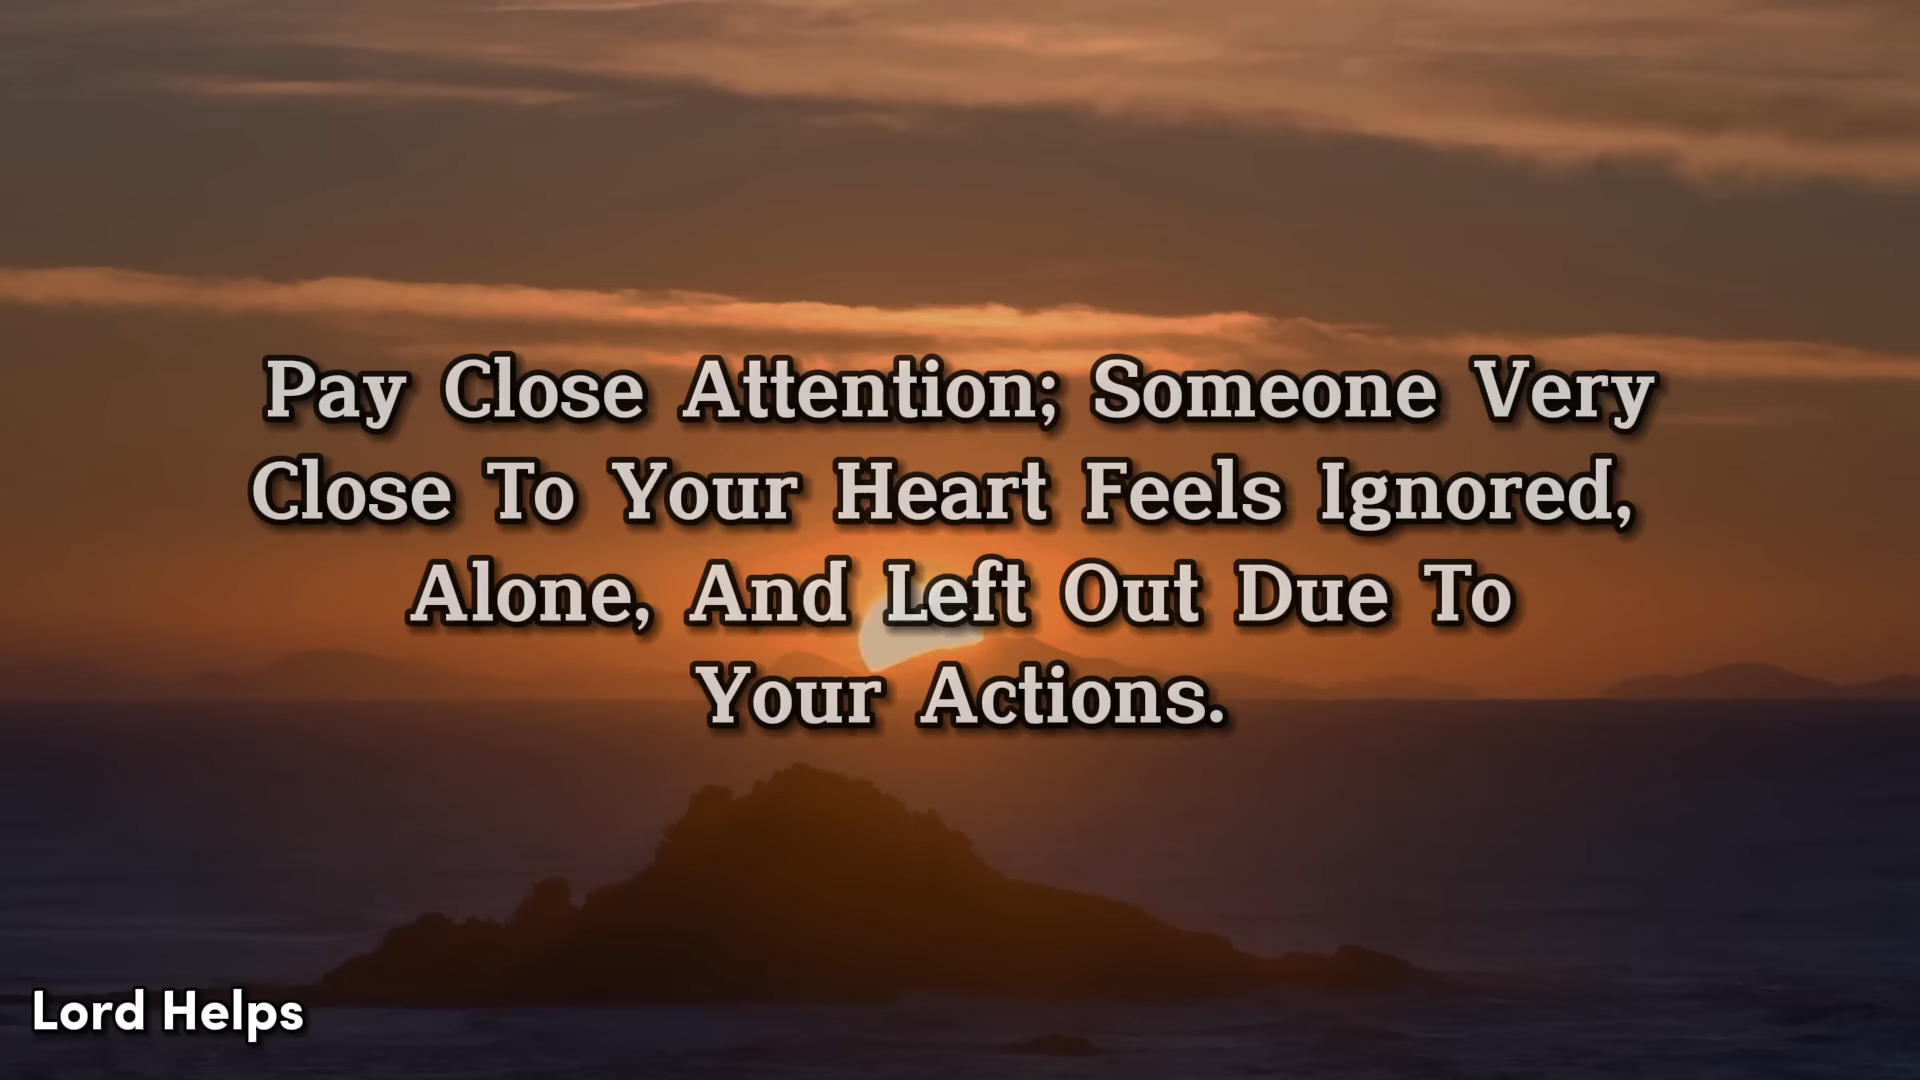 Pay Close Attention; Someone Very
Close To Your Heart Feels Ignored,
Alone, And Left Out Due To
Your Actions.
Lord Helps